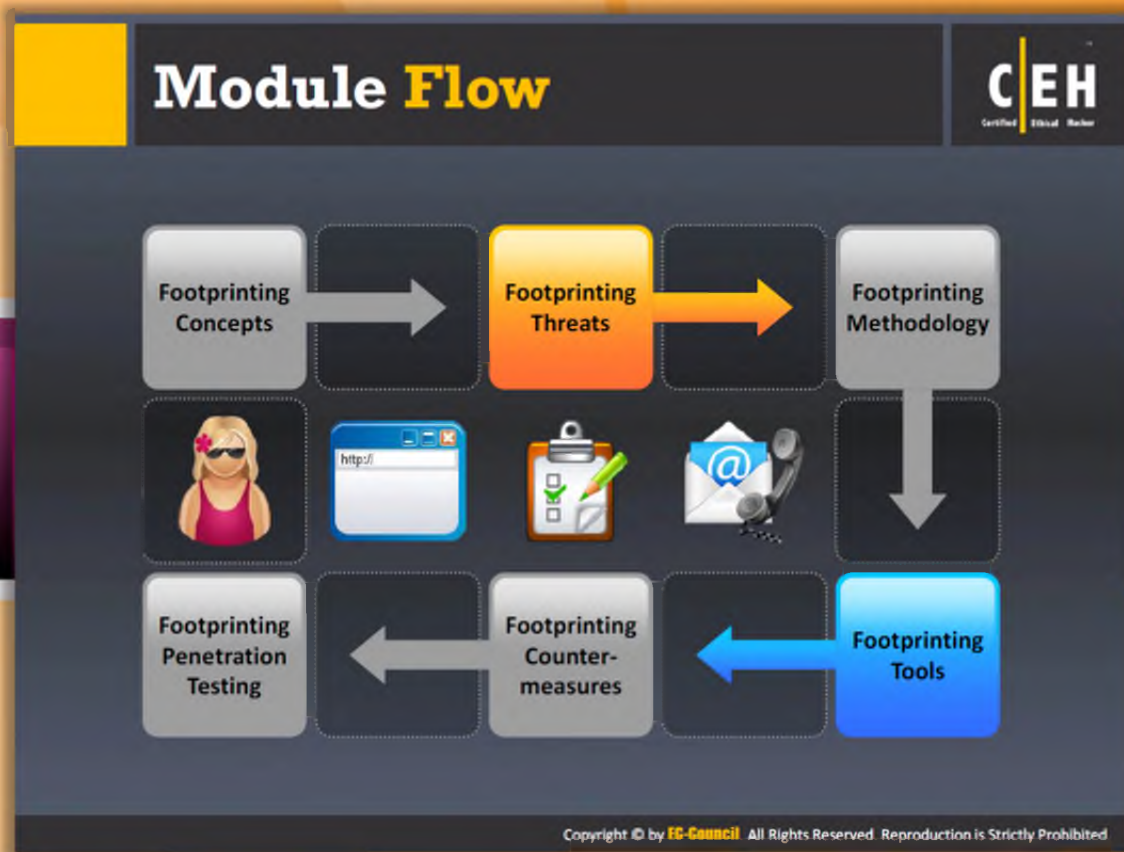 Module Flow
CEH
Certified Ethical Hacker
Footprinting
Concepts
Footprinting
Threats
Footprinting
Methodology
http://
@
Footprinting
Penetration
Testing
Footprinting
Counter-
measures
Footprinting
Tools
Copyright © by EC-Council All Rights Reserved. Reproduction is Strictly Prohibited